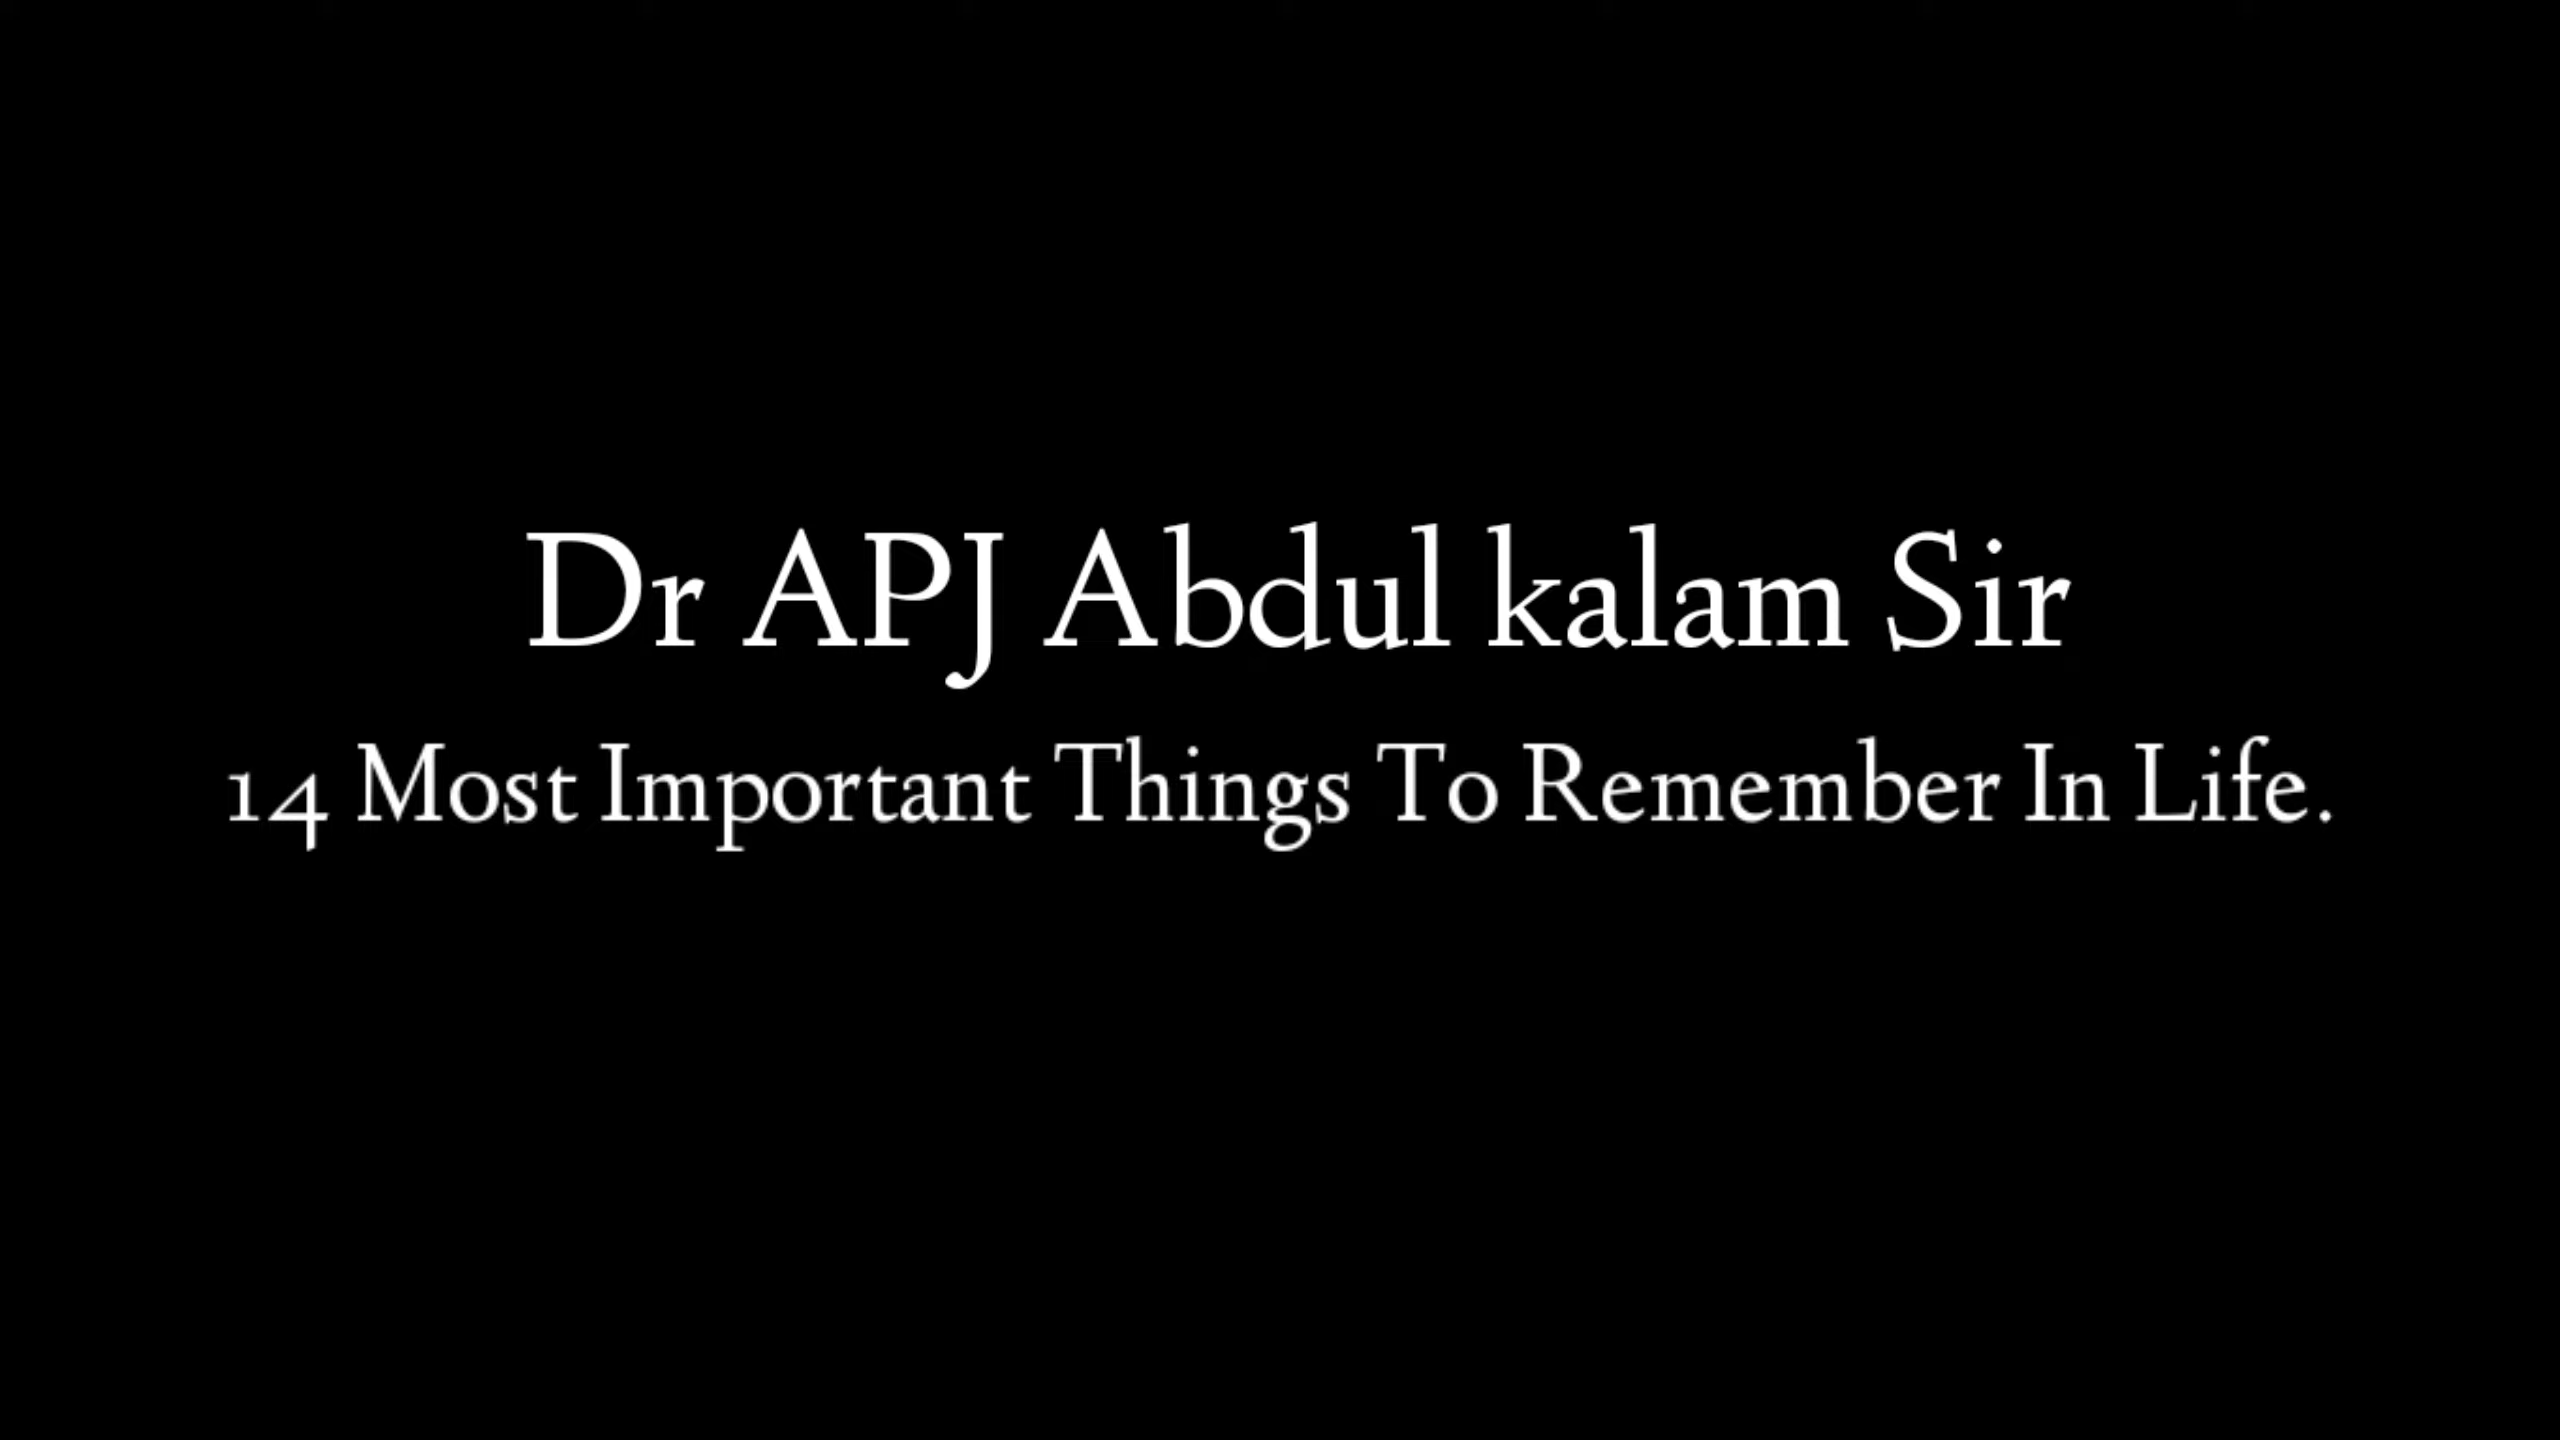 Dr APJ Abdul kalam Sir
14 Most Important Things To Remember In Life.